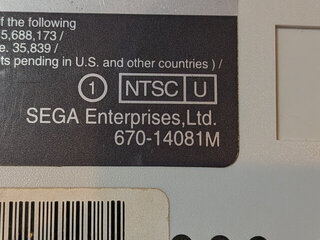 f the following
5,688,173 /
e. 35,839 /
ts pending in U.S. and other countries ) /
1 NTSC U
SEGA Enterprises,Ltd.
670-14081M